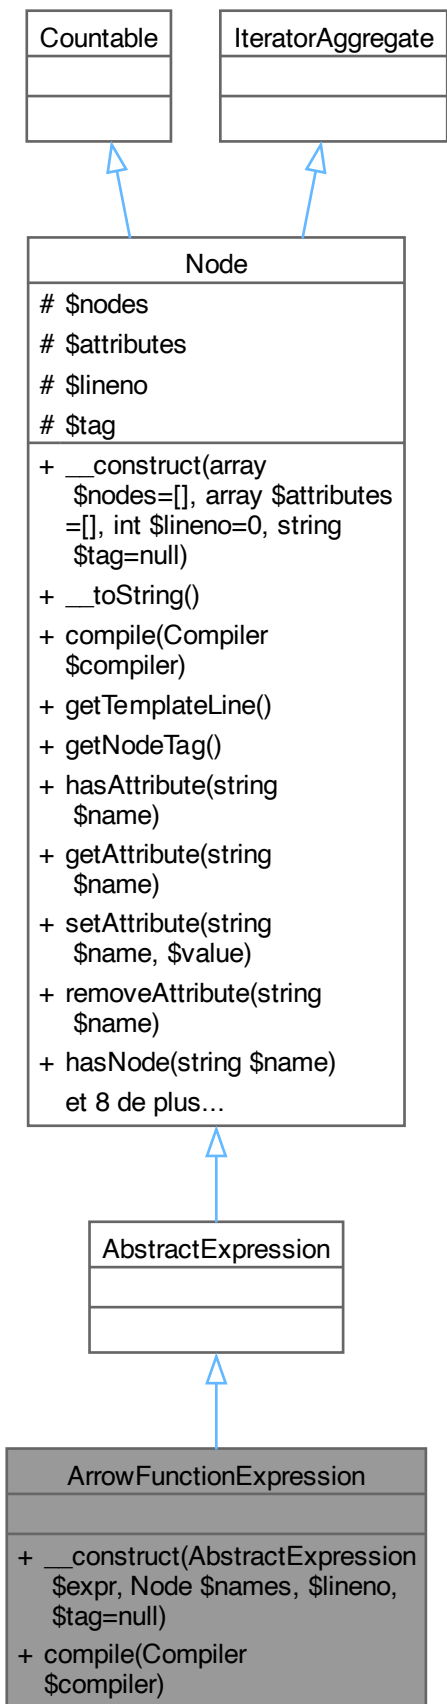 Countable
IteratorAggregate
Node
# $nodes
# $attributes
# $lineno
# $tag
+ __construct(array
$nodes=[], array $attributes
=[], int $lineno=0, string
$tag=null)
+ __toString()
+ compile(Compiler
$compiler)
+ getTemplateLine()
+ getNodeTag()
+ hasAttribute(string
$name)
+ getAttribute(string
$name)
+ setAttribute(string
$name, $value)
+ removeAttribute(string
$name)
+ hasNode(string $name)
et 8 de plus...
AbstractExpression
ArrowFunctionExpression
+ __construct(AbstractExpression
$expr, Node $names, $lineno,
$tag=null)
+ compile(Compiler
$compiler)